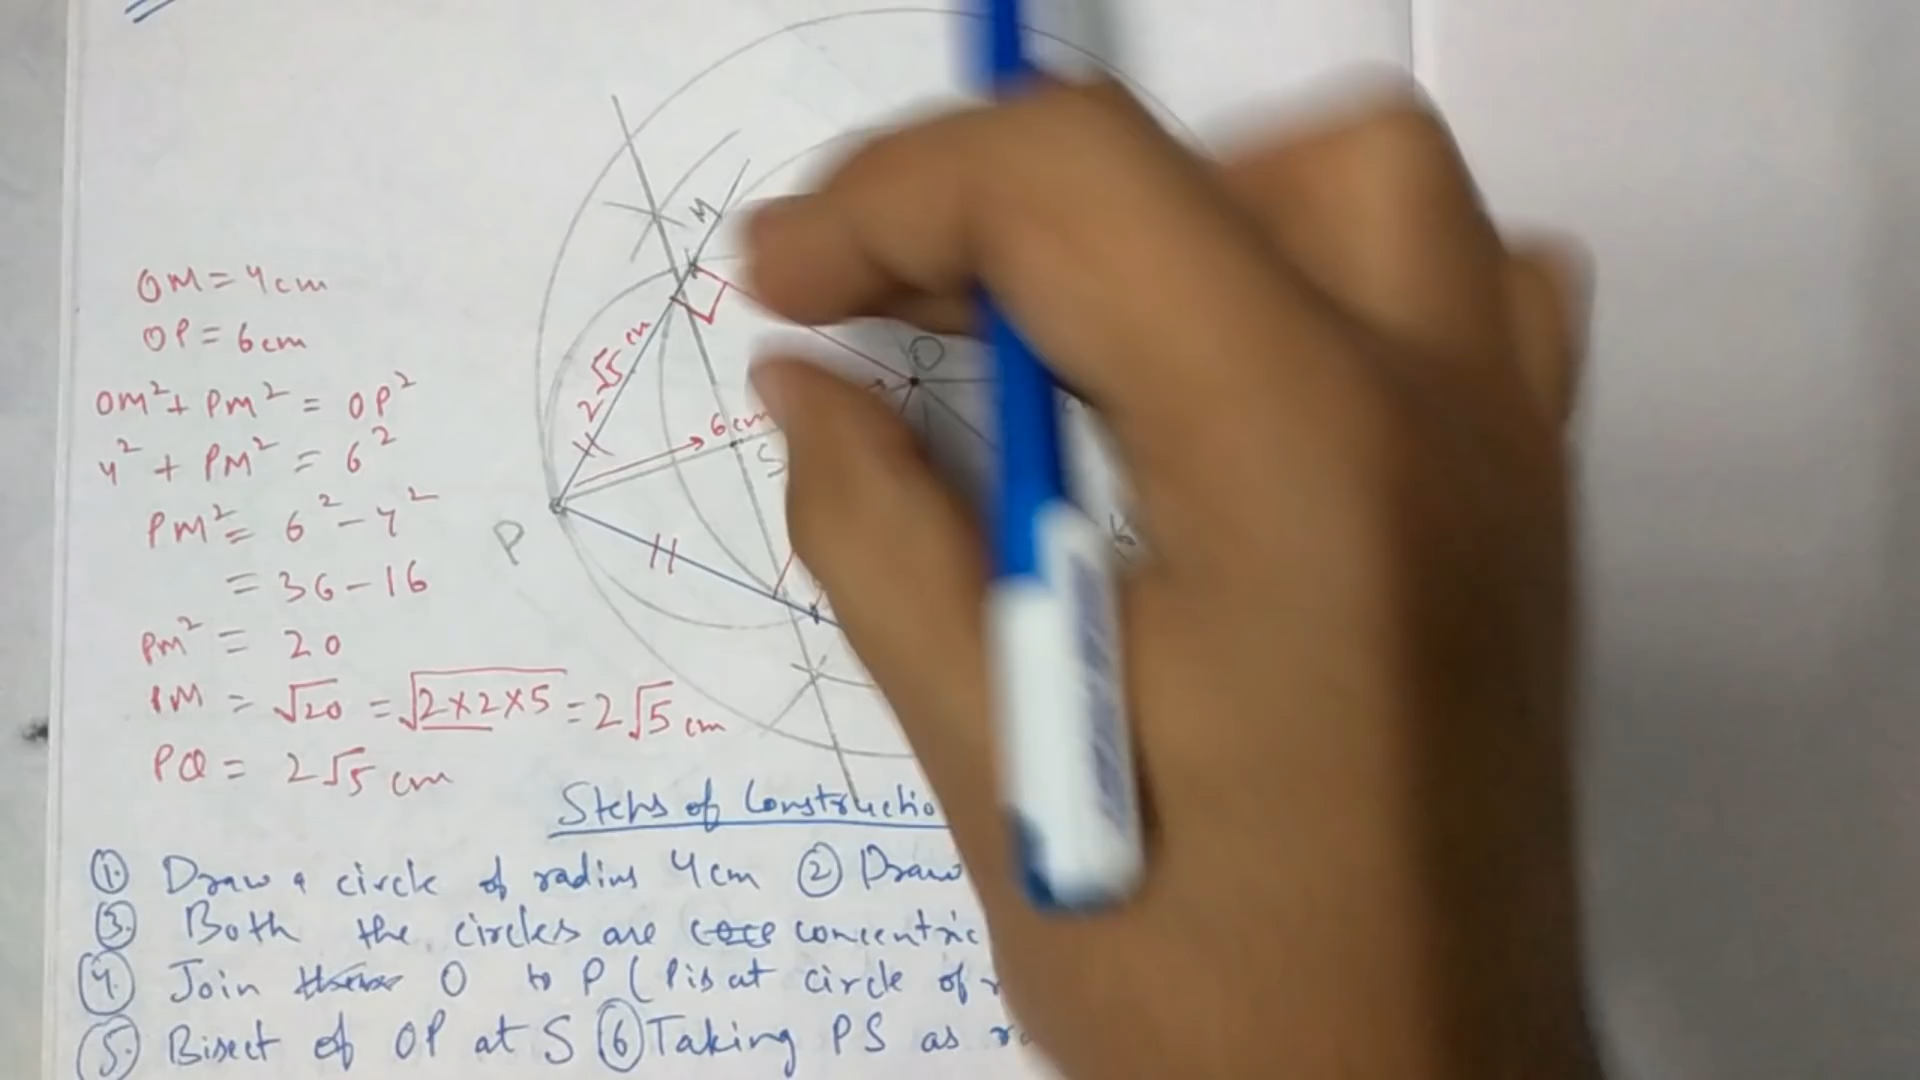 OM = 4cm
OP = 6cm
OM² + PM² = OP²
4² + PM² = 6²
PM² = 6² - 4²
= 36 - 16
PM² = 20
PM = √20 = √2×2×5 = 2√5 cm
PQ = 2√5 cm
M
O
2√5 cm
6cm
S
P
Steps of Constructio
① Draw a circle of radius 4cm ② Draw
③ Both the circles are concentric
④ Join O to P ( P is at circle of r
⑤ Bisect of OP at S ⑥ Taking PS as ra